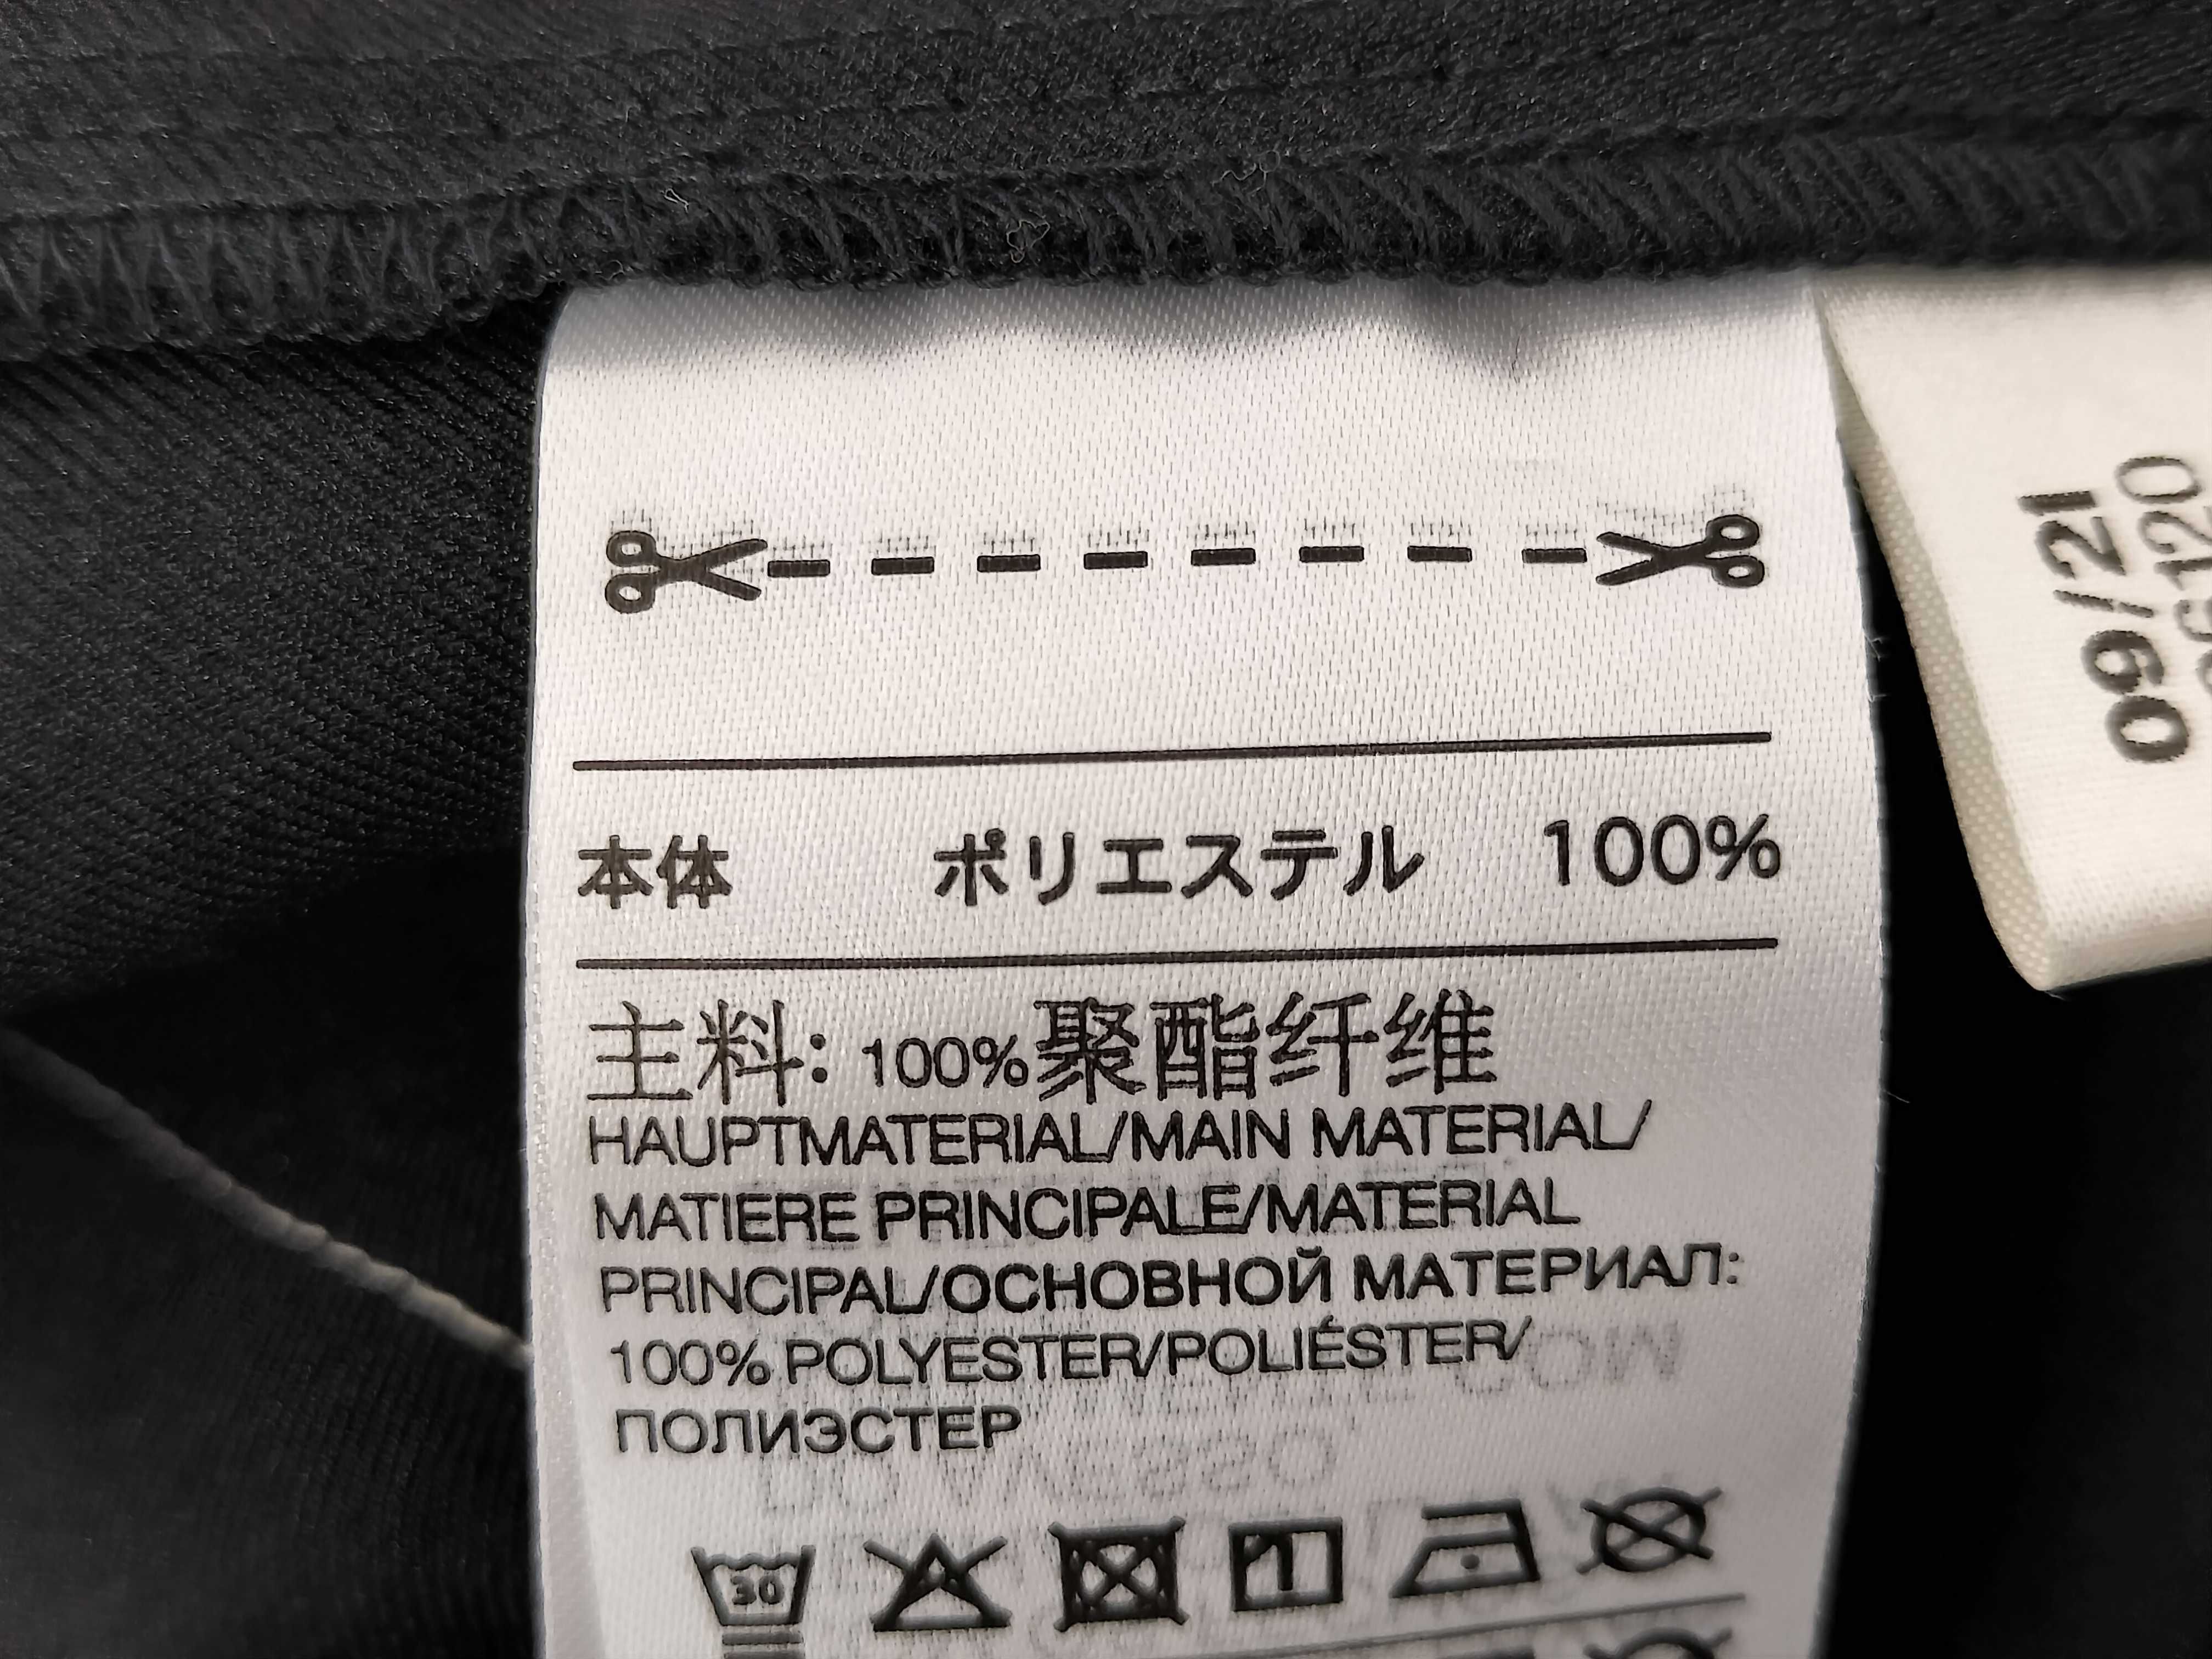 本体 ポリエステル 100%
主料: 100%聚酯纤维
HAUPTMATERIAL/MAIN MATERIAL/
MATIERE PRINCIPALE/MATERIAL
PRINCIPAL/ОСНОВНОЙ МАТЕРИАЛ:
100% POLYESTER/POLIÉSTER/
ПОЛИЭСТЕР
30
1
09/21